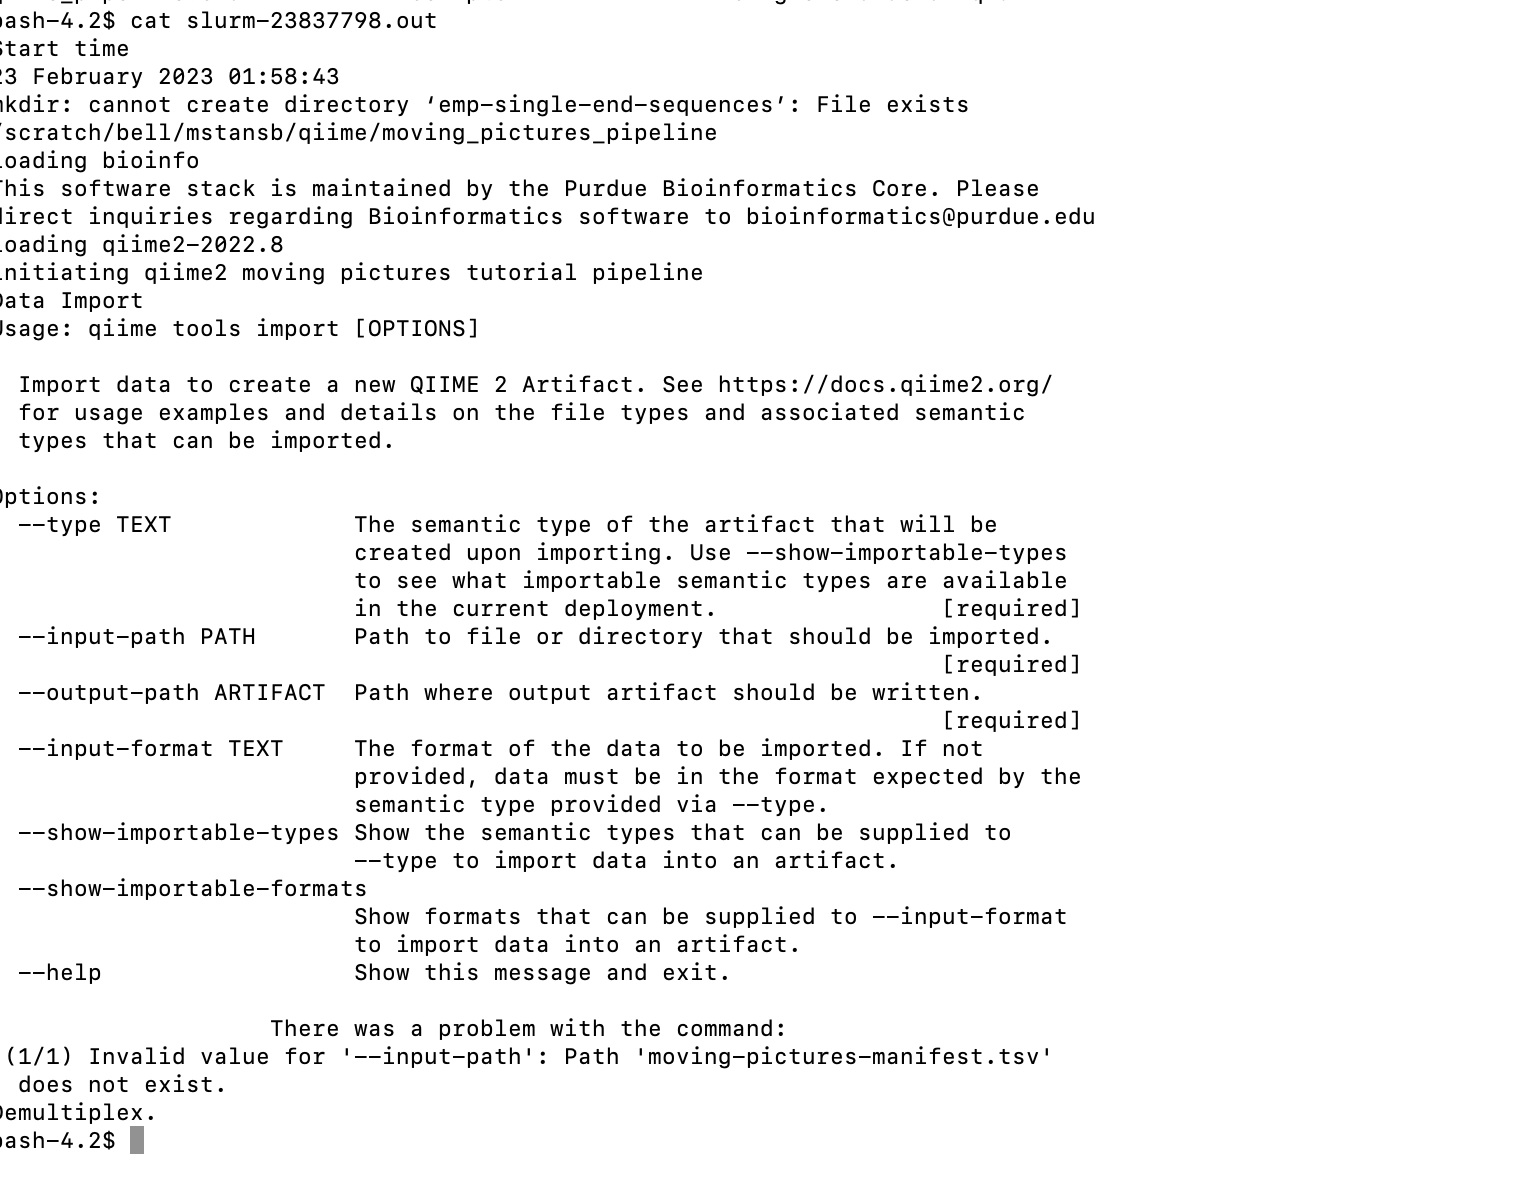 bash-4.2$ cat slurm-23837798.out
Start time
23 February 2023 01:58:43
mkdir: cannot create directory ‘emp-single-end-sequences’: File exists
/scratch/bell/mstansb/qiime/moving_pictures_pipeline
Loading bioinfo
This software stack is maintained by the Purdue Bioinformatics Core. Please
direct inquiries regarding Bioinformatics software to bioinformatics@purdue.edu
Loading qiime2-2022.8
initiating qiime2 moving pictures tutorial pipeline
Data Import
Usage: qiime tools import [OPTIONS]
Import data to create a new QIIME 2 Artifact. See https://docs.qiime2.org/
for usage examples and details on the file types and associated semantic
types that can be imported.
Options:
--type TEXT The semantic type of the artifact that will be
created upon importing. Use --show-importable-types
to see what importable semantic types are available
in the current deployment. [required]
--input-path PATH Path to file or directory that should be imported.
[required]
--output-path ARTIFACT Path where output artifact should be written.
[required]
--input-format TEXT The format of the data to be imported. If not
provided, data must be in the format expected by the
semantic type provided via --type.
--show-importable-types Show the semantic types that can be supplied to
--type to import data into an artifact.
--show-importable-formats
Show formats that can be supplied to --input-format
to import data into an artifact.
--help Show this message and exit.
There was a problem with the command:
(1/1) Invalid value for '--input-path': Path 'moving-pictures-manifest.tsv'
does not exist.
Demultiplex.
bash-4.2$